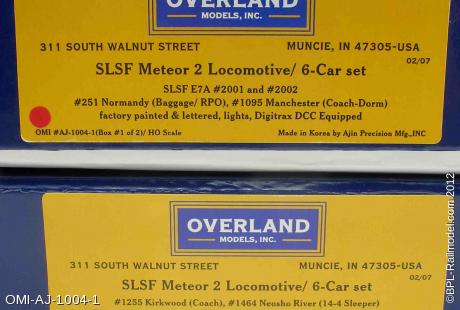 OVERLAND
MODELS, INC.
311 SOUTH WALNUT STREET MUNCIE, IN 47305-USA
02/07
SLSF Meteor 2 Locomotive/ 6-Car set
SLSF E7A #2001 and #2002
#251 Normandy (Baggage/ RPO), #1095 Manchester (Coach-Dorm)
factory painted & lettered, lights, Digitrax DCC Equipped
OMI #AJ-1004-1(Box #1 of 2)/ HO Scale Made in Korea by Ajin Precision Mfg.,INC
OVERLAND
MODELS, INC.
311 SOUTH WALNUT STREET MUNCIE, IN 47305-USA
02/07
SLSF Meteor 2 Locomotive/ 6-Car set
#1255 Kirkwood (Coach), #1464 Neosho River (14-4 Sleeper)
OMI-AJ-1004-1
©BPL-Railmodel.com 2012